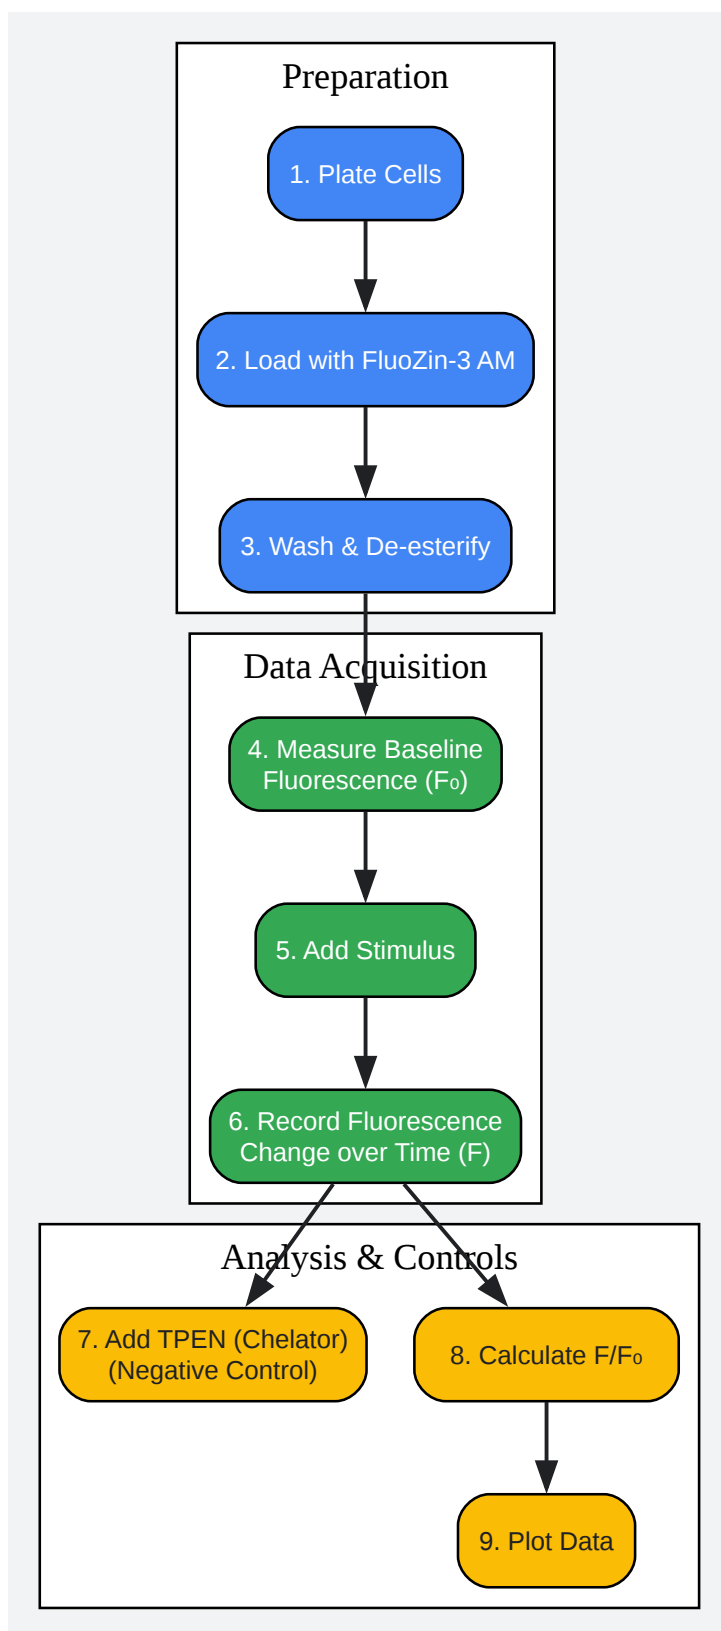 Preparation
1. Plate Cells
2. Load with FluoZin-3 AM
3. Wash & De-esterify
Data Acquisition
4. Measure Baseline
Fluorescence (F₀)
5. Add Stimulus
6. Record Fluorescence
Change over Time (F)
Analysis & Controls
7. Add TPEN (Chelator)
(Negative Control)
8. Calculate F/F₀
9. Plot Data